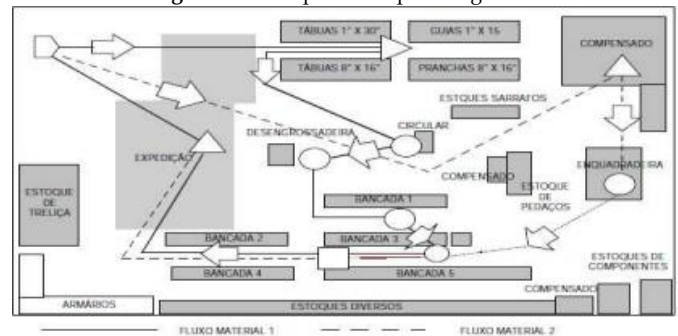 TÁBUAS 1" X 30"
GUIAS 1" X 15
COMPENSADO
TÁBUAS 8" X 16"
PRANCHAS 8" X 16"
ESTQUES SARRAFOS
CIRCULAR
DESENGROSSADEIRA
EXPEDIÇÃO
COMPENSADO
ENQUADRADEIRA
ESTOQUE
DE
TRELIÇA
ESTOQUE
DE
PEDAÇOS
BANCADA 1
BANCADA 2
BANCADA 3
BANCADA 4
BANCADA 5
ESTOQUES DE
COMPONENTES
COMPENSADO
ARMÁRIOS
ESTOQUES DIVERSOS
FLUXO MATERIAL 1
FLUXO MATERIAL 2